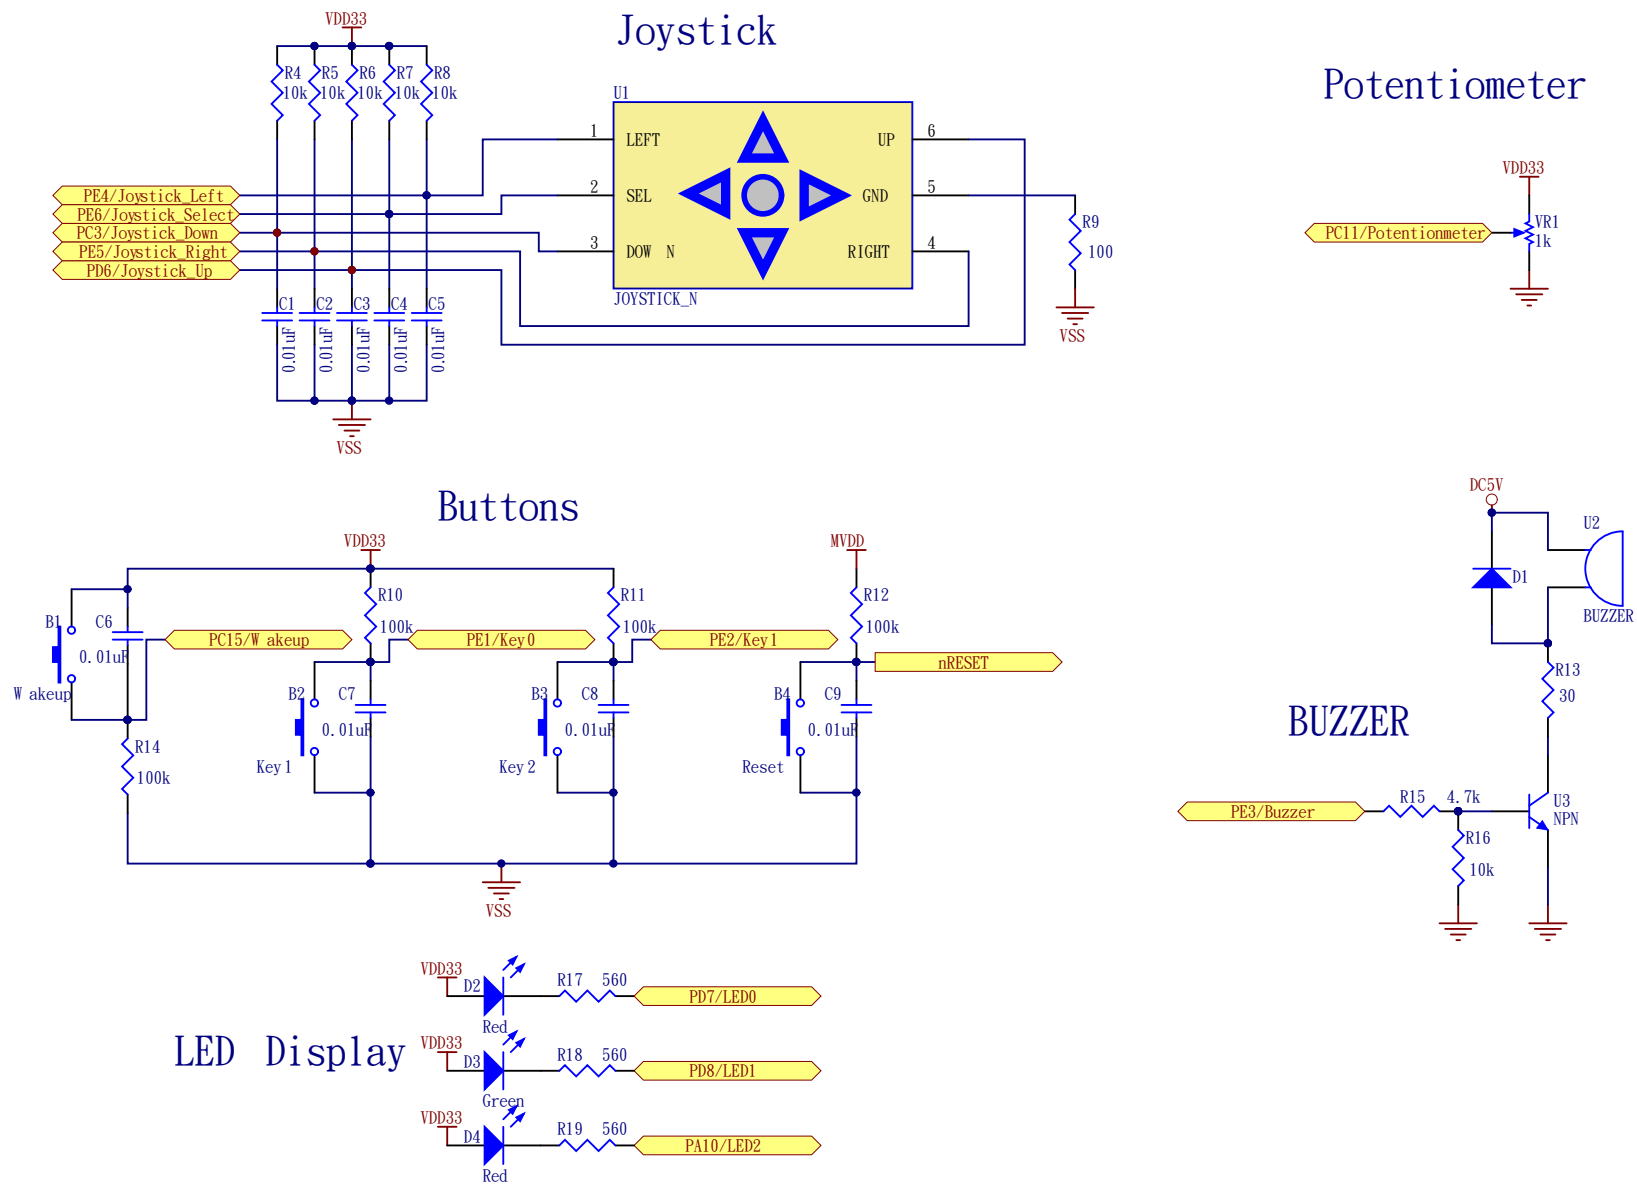 Joystick
VDD33
R4
R5
R6
R7
R8
10k
10k
10k
10k
10k
PE4/Joystick_Left
PE6/Joystick_Select
PC3/Joystick_Down
PE5/Joystick_Right
PD6/Joystick_Up
C1
C2
C3
C4
C5
0.01uF
0.01uF
0.01uF
0.01uF
0.01uF
VSS
U1
1
LEFT
UP
6
2
SEL
GND
5
3
DOW N
RIGHT
4
JOYSTICK_N
R9
100
VSS
Potentiometer
VDD33
PC11/Potentionmeter
VR1
1k
Buttons
VDD33
MVDD
B1
C6
0.01uF
W akeup
PC15/W akeup
R14
100k
R10
100k
PE1/Key0
B2
C7
0.01uF
Key1
R11
100k
PE2/Key1
B3
C8
0.01uF
Key2
R12
100k
nRESET
B4
C9
0.01uF
Reset
VSS
DC5V
U2
D1
BUZZER
R13
30
BUZZER
PE3/Buzzer
R15
4.7k
U3
NPN
R16
10k
LED Display
VDD33
D2
Red
R17
560
PD7/LED0
VDD33
D3
Green
R18
560
PD8/LED1
VDD33
D4
Red
R19
560
PA10/LED2